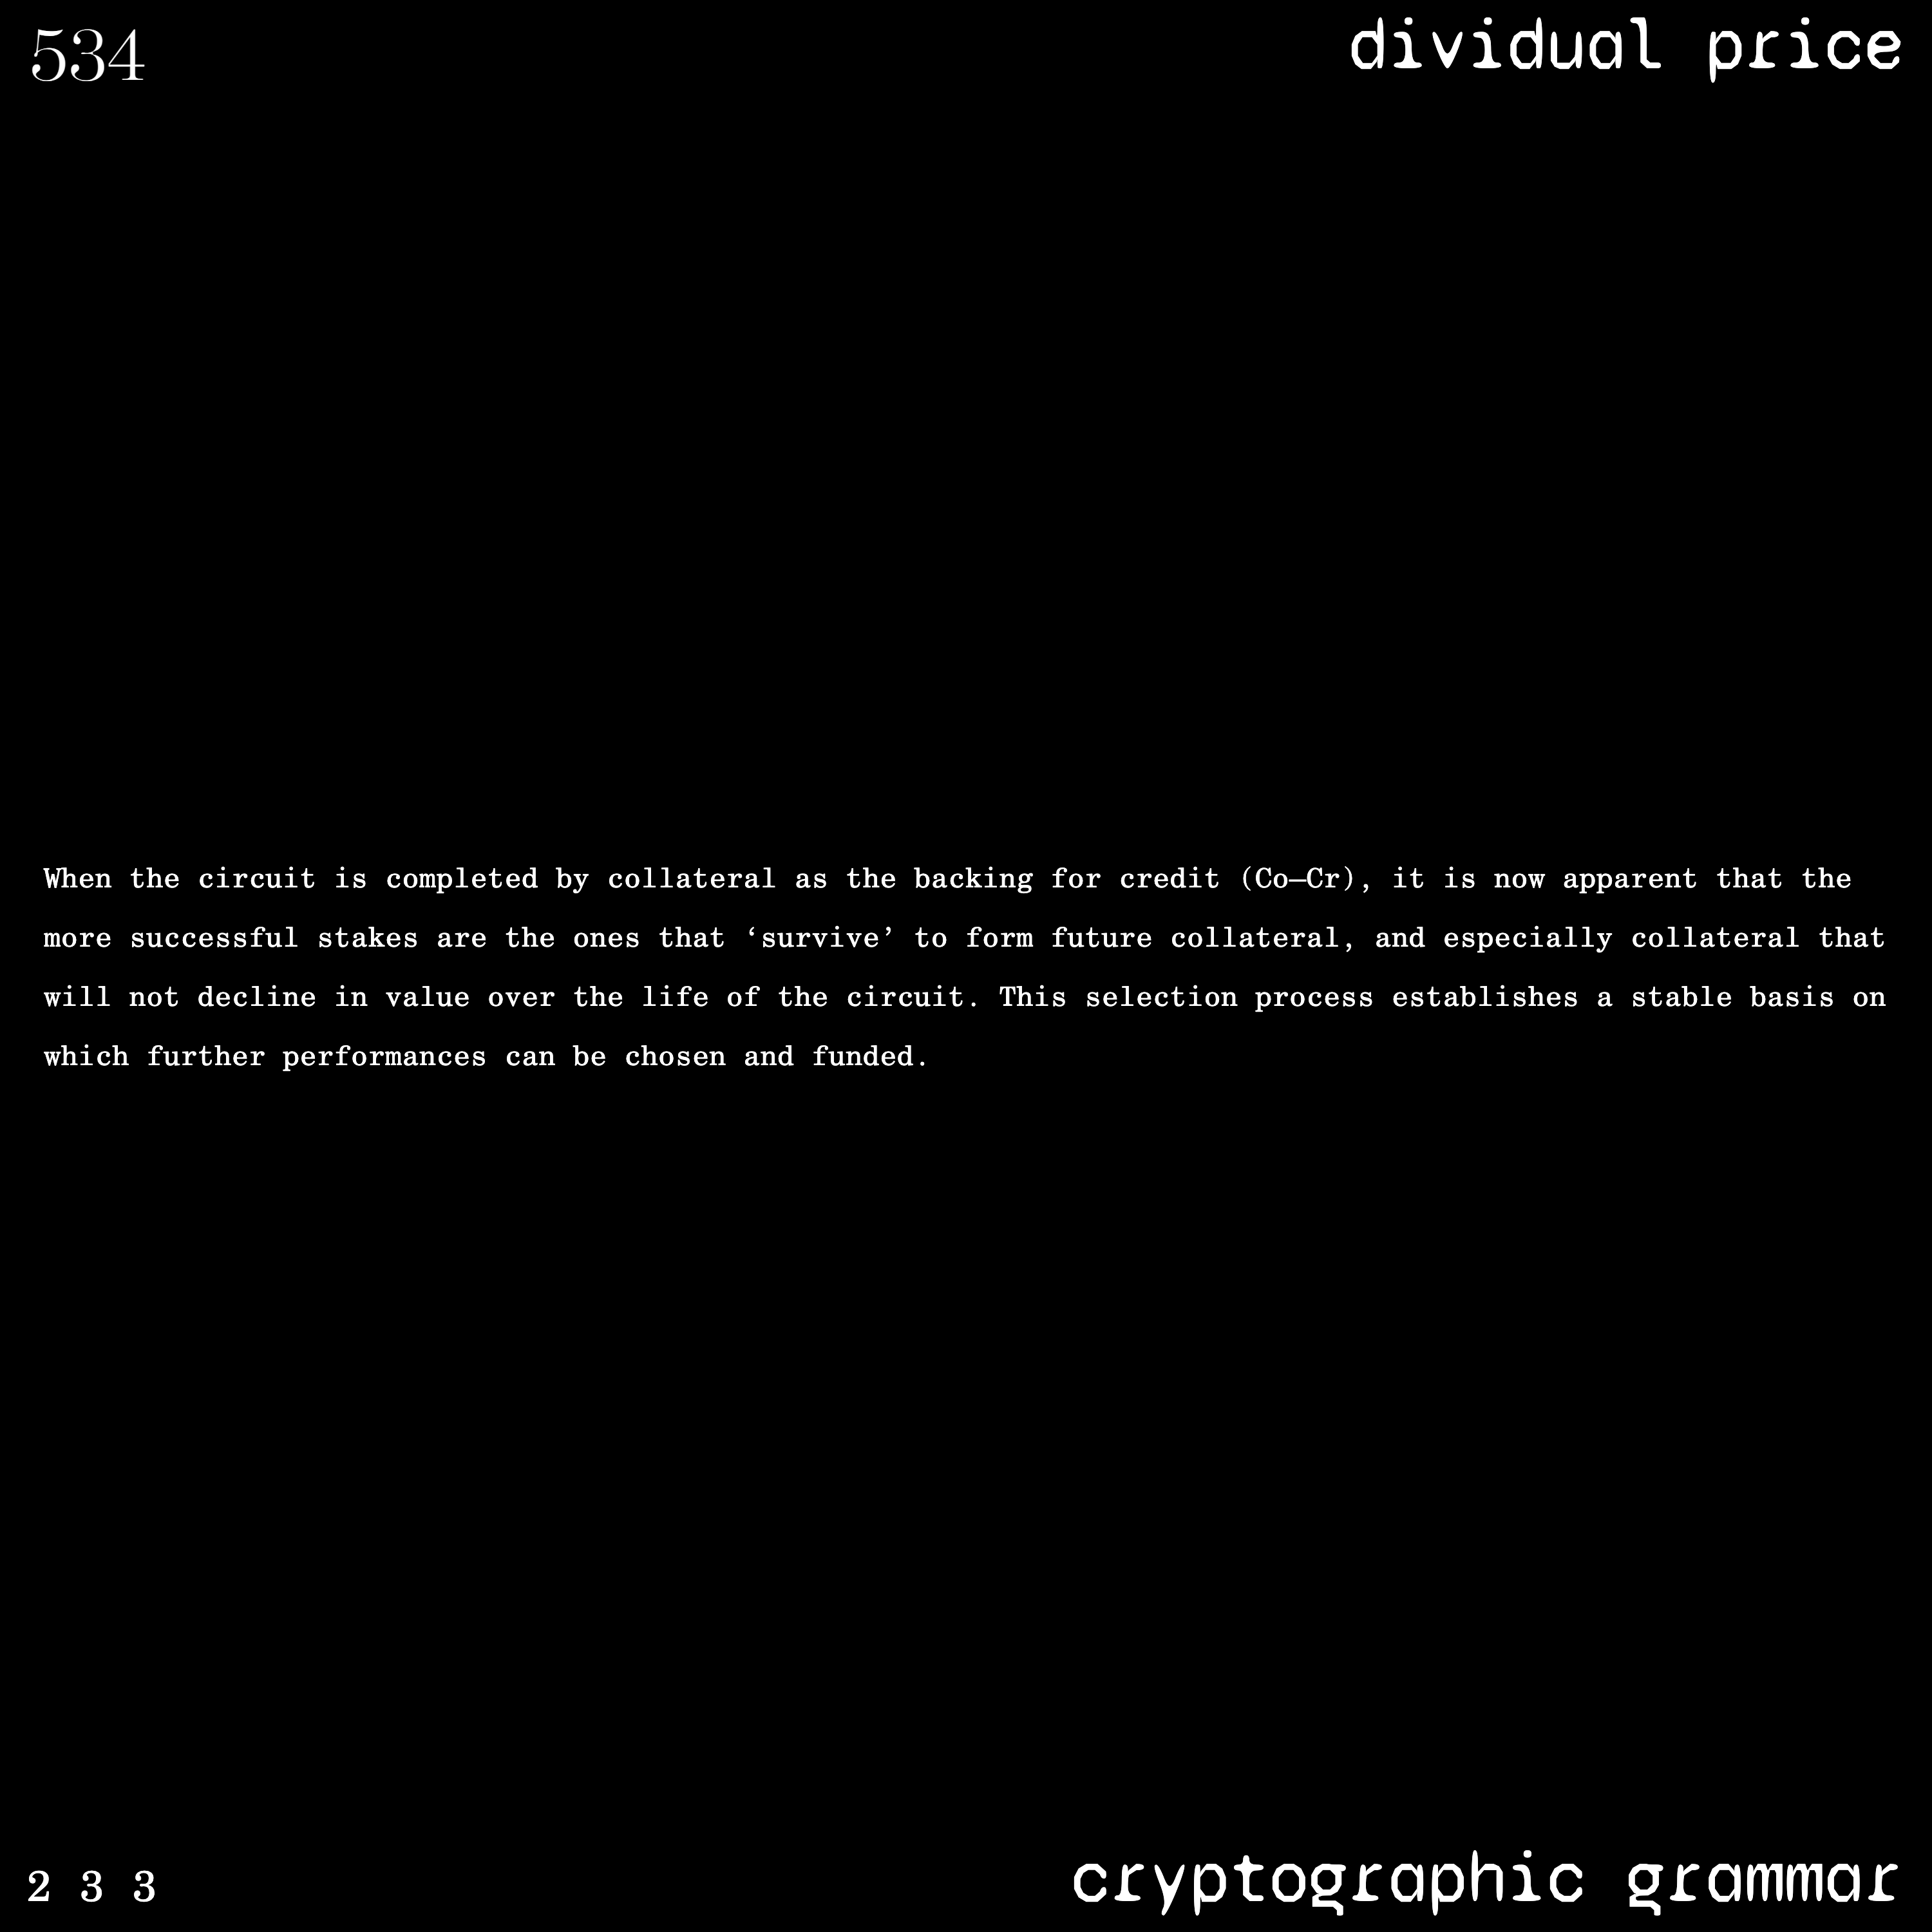 534
dividual price
When the circuit is completed by collateral as the backing for credit (Co—Cr), it is now apparent that the
more successful stakes are the ones that ‘survive’ to form future collateral, and especially collateral that
will not decline in value over the life of the circuit. This selection process establishes a stable basis on
which further performances can be chosen and funded.
2 3 3
cryptographic grammar